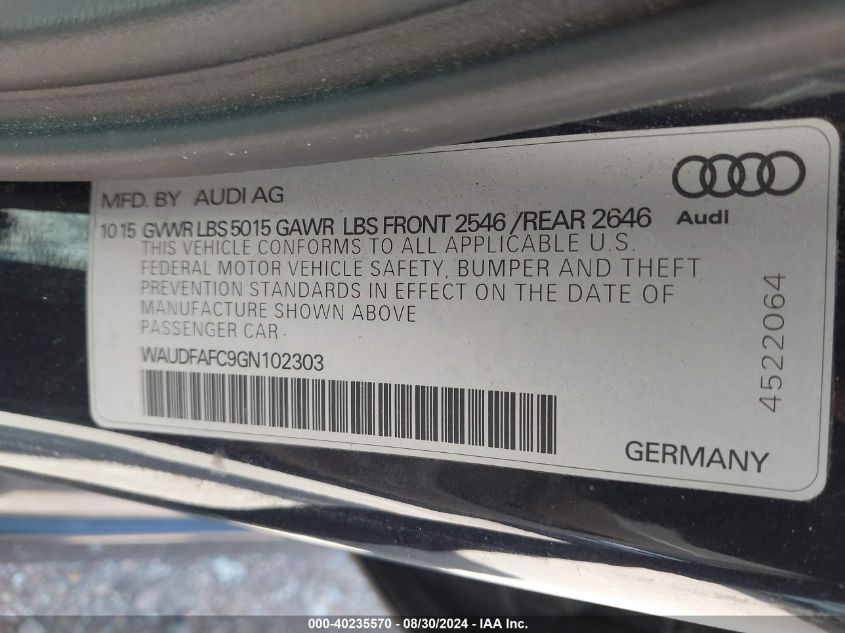 MFD. BY AUDI AG
Audi
10 15 GVWR LBS 5015 GAWR LBS FRONT 2546 /REAR 2646
THIS VEHICLE CONFORMS TO ALL APPLICABLE U.S.
FEDERAL MOTOR VEHICLE SAFETY, BUMPER AND THEFT
PREVENTION STANDARDS IN EFFECT ON THE DATE OF
MANUFACTURE SHOWN ABOVE
PASSENGER CAR
WAUDFAFC9GN102303
4522064
GERMANY
000-40235570 - 08/30/2024 - IAA Inc.